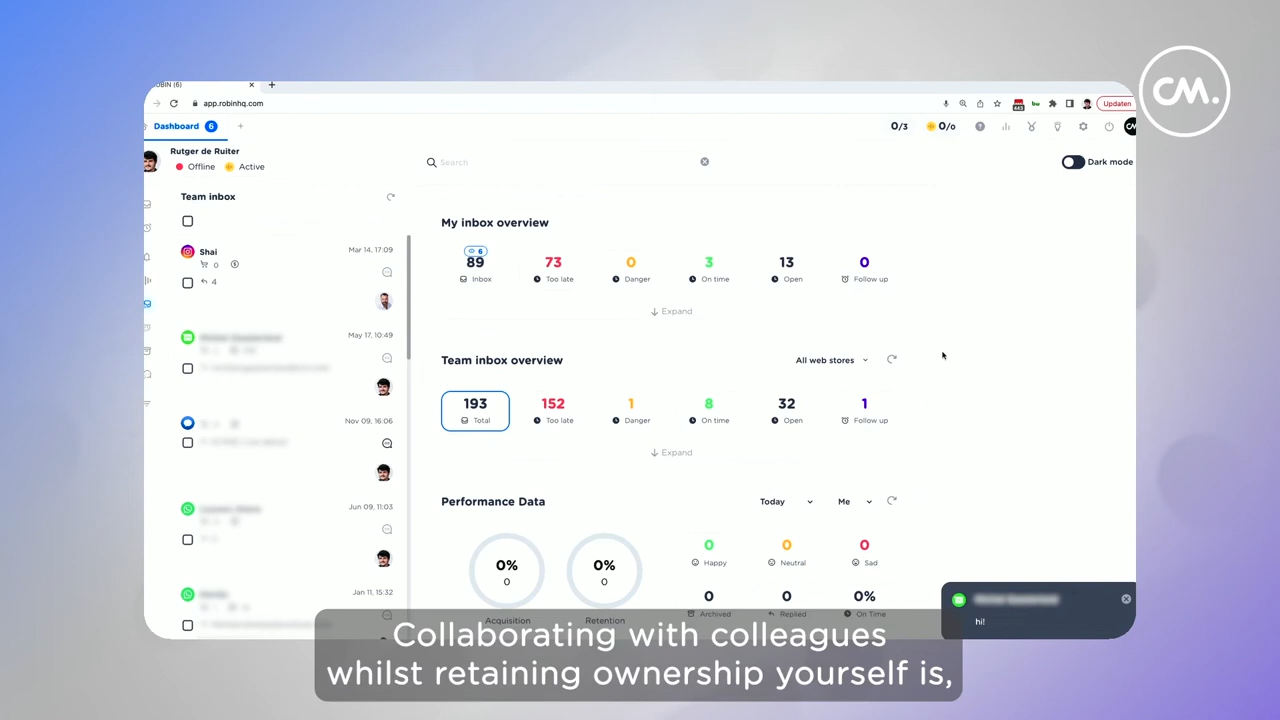 CM.
OBIN (6)
app.robinhq.com
443
Updaten
Dashboard 6
0/3
0/0
CM
Rutger de Ruiter
Offline Active
Search
Dark mode
Team inbox
Shai
Mar 14, 17:09
0
4
May 17, 10:49
Nov 09, 16:06
Jun 09, 11:03
Jan 11, 15:32
My inbox overview
6
89 73 0 3 13 0
Inbox Too late Danger On time Open Follow up
Expand
Team inbox overview
All web stores
193 152 1 8 32 1
Total Too late Danger On time Open Follow up
Expand
Performance Data
Today Me
0% 0%
0 0
Acquisition Retention
0 0 0
Happy Neutral Sad
0 0 0%
Archived Replied On Time
hi!
Collaborating with colleagues
whilst retaining ownership yourself is,